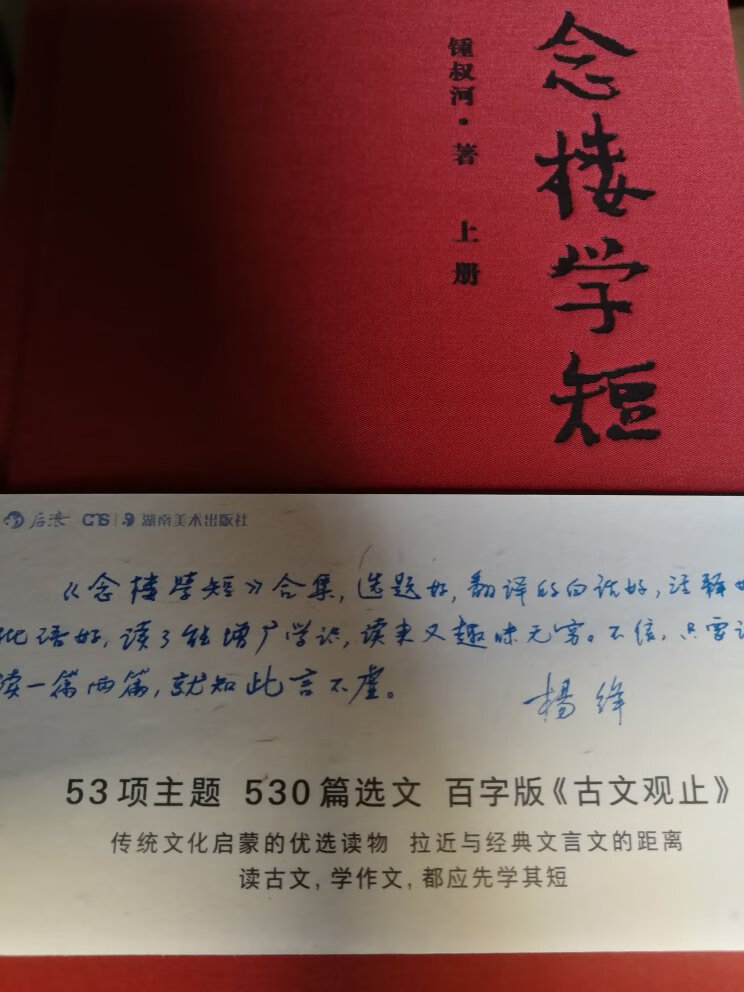 念楼学短
锺叔河·著 上册
后浪 CTS 湖南美术出版社
《念楼学短》合集,选题好,翻译的白话好,注释
批语好,读了能增广学识,读来又趣味无穷。不信,只需
读一篇两篇,就知此言不虚。
楊绛
53项主题 530篇选文 百字版《古文观止》
传统文化启蒙的优选读物 拉近与经典文言文的距离
读古文,学作文,都应先学其短